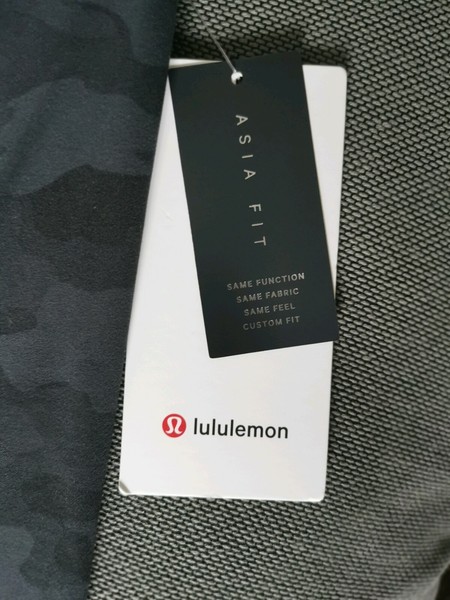 ASIA FIT
SAME FUNCTION
SAME FABRIC
SAME FEEL
CUSTOM FIT
lululemon